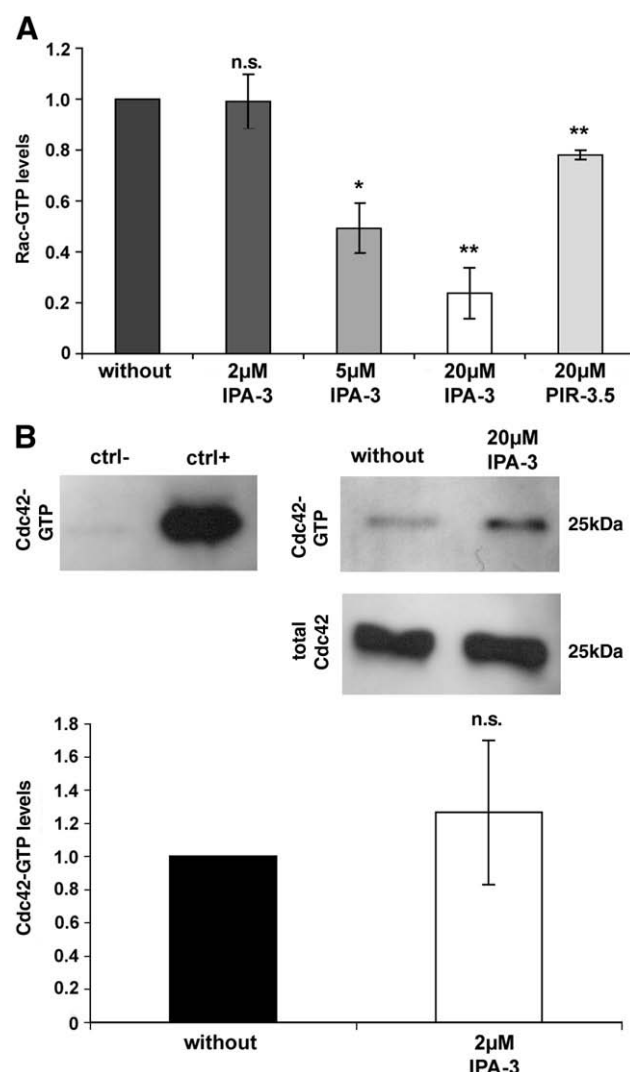 A
1.2
1.0
0.8
0.6
0.4
0.2
0
Rac-GTP levels
n.s.
*
**
**
without
2µM
IPA-3
5µM
IPA-3
20µM
IPA-3
20µM
PIR-3.5
B
ctrl-
ctrl+
Cdc42-
GTP
without
20µM
IPA-3
Cdc42-
GTP
25kDa
total
Cdc42
25kDa
1.8
1.6
1.4
1.2
1.0
0.8
0.6
0.4
0.2
0
Cdc42-GTP levels
n.s.
without
2µM
IPA-3